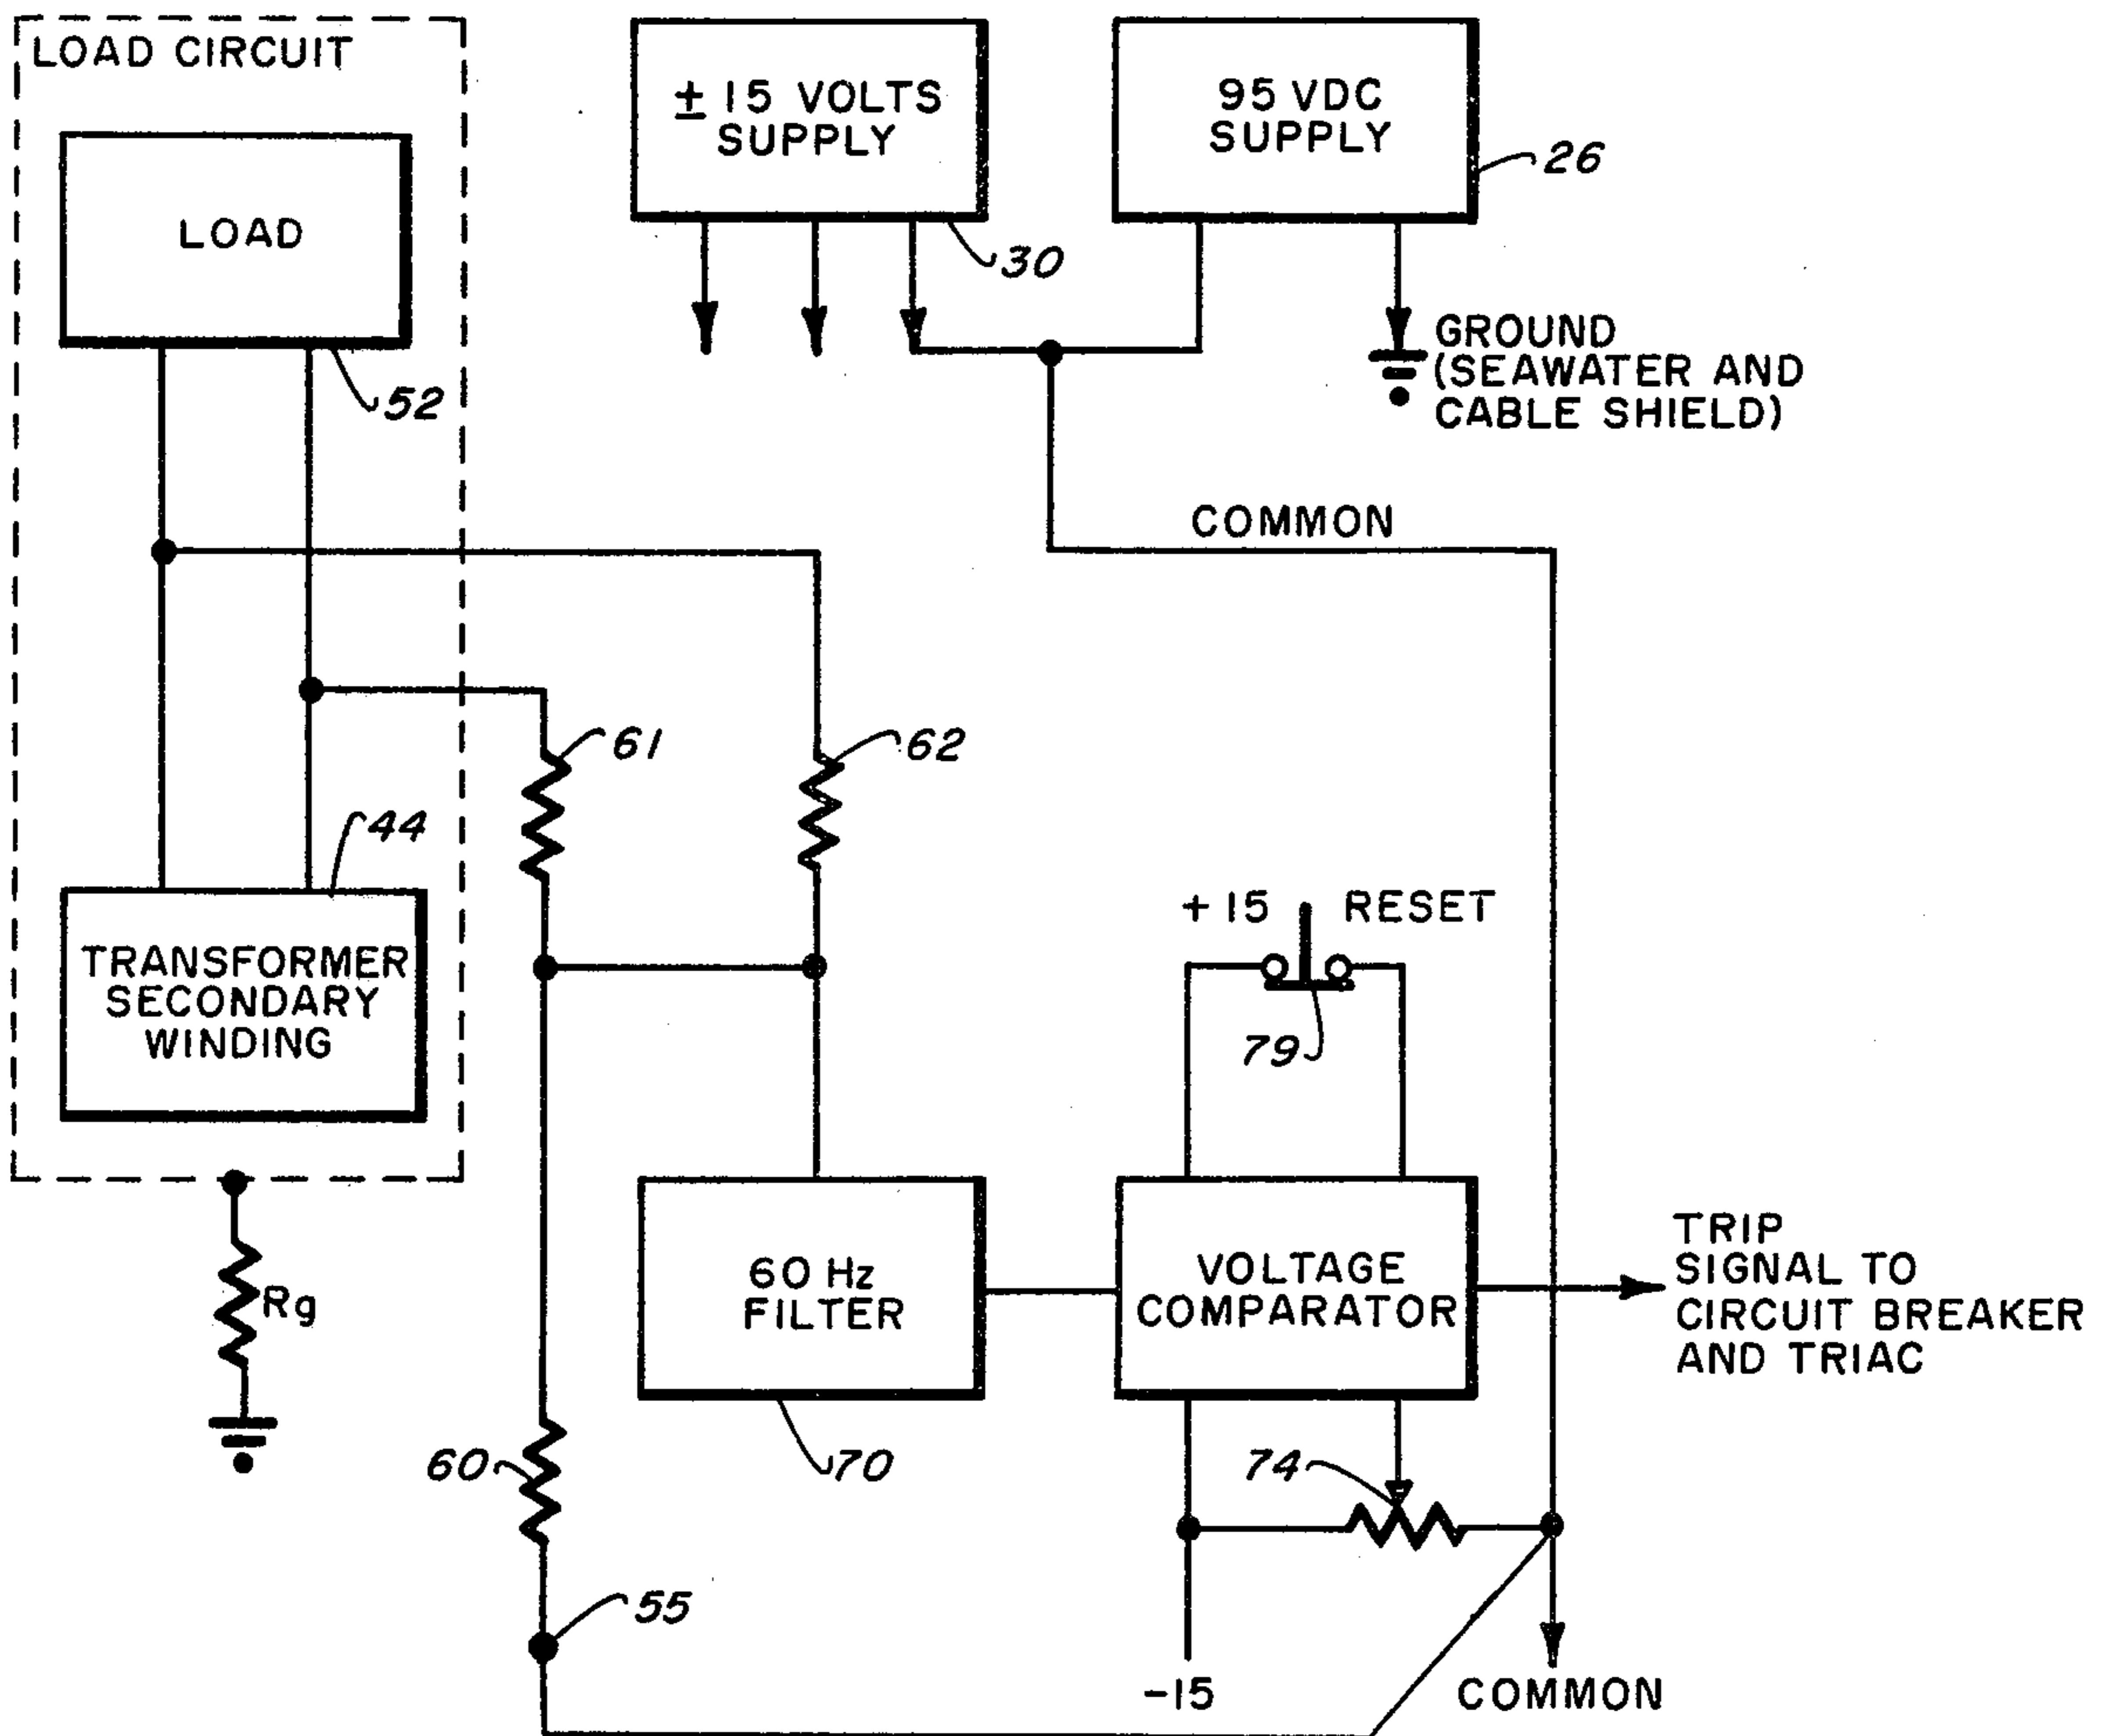 LOAD CIRCUIT
± 15 VOLTS
SUPPLY
95 VDC
SUPPLY
26
LOAD
30
GROUND
(SEAWATER AND
CABLE SHIELD)
52
COMMON
61
62
44
+15 RESET
TRANSFORMER
SECONDARY
WINDING
79
TRIP
SIGNAL TO
CIRCUIT BREAKER
AND TRIAC
60 Hz
FILTER
VOLTAGE
COMPARATOR
Rg
60
70
74
55
-15
COMMON